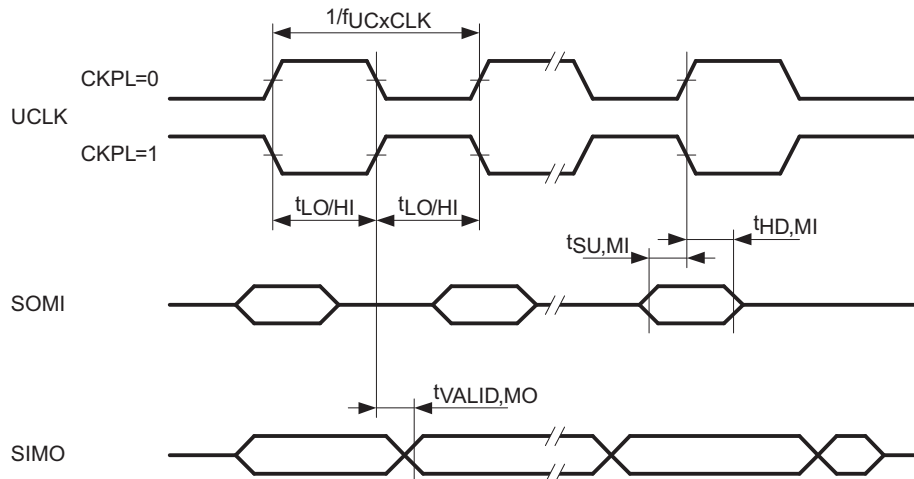 1/fUCxCLK
CKPL=0
UCLK
CKPL=1
tLO/HI tLO/HI
tHD,MI
tSU,MI
SOMI
tVALID,MO
SIMO